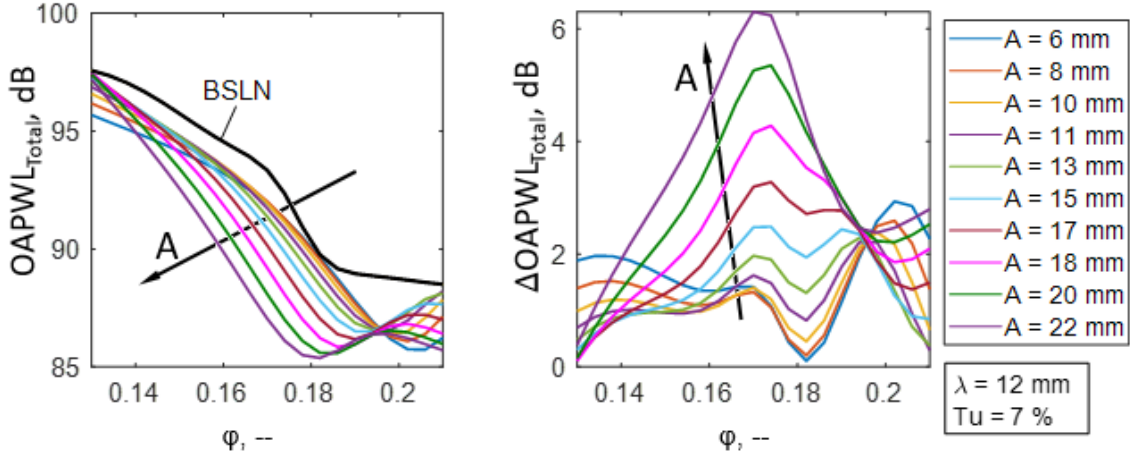 OAPWL_Total, dB
100
95
90
85
BSLN
A
0.14
0.16
0.18
0.2
φ, --
ΔOAPWL_Total, dB
6
4
2
0
A
0.14
0.16
0.18
0.2
φ, --
A = 6 mm
A = 8 mm
A = 10 mm
A = 11 mm
A = 13 mm
A = 15 mm
A = 17 mm
A = 18 mm
A = 20 mm
A = 22 mm
λ = 12 mm
Tu = 7 %